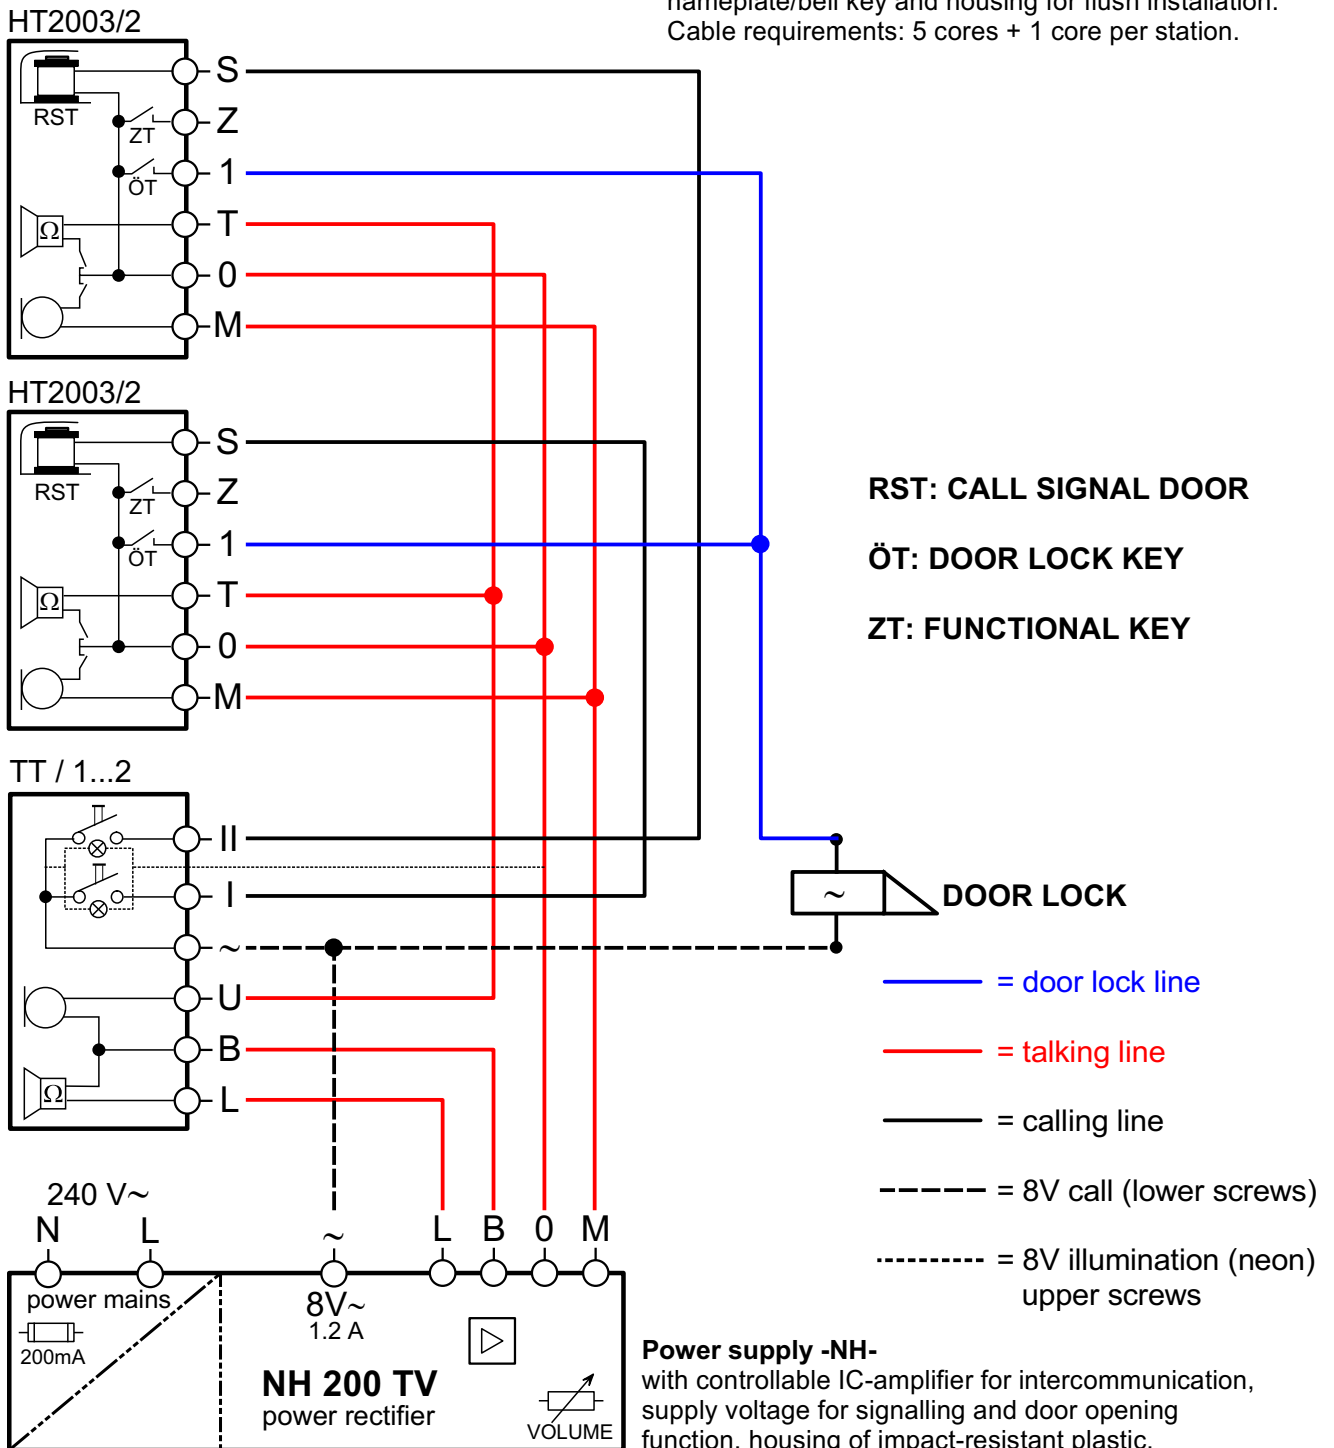 nameplate/bell key and housing for flush installation.
Cable requirements: 5 cores + 1 core per station.
HT2003/2
RST
ZT
ÖT
Ω
S
Z
1
T
0
M
HT2003/2
RST
ZT
ÖT
Ω
S
Z
1
T
0
M
RST: CALL SIGNAL DOOR
ÖT: DOOR LOCK KEY
ZT: FUNCTIONAL KEY
TT / 1...2
II
I
~
U
B
L
Ω
~
DOOR LOCK
= door lock line
= talking line
= calling line
= 8V call (lower screws)
= 8V illumination (neon)
upper screws
240 V~
N L ~ L B 0 M
power mains
200mA
8V~
1.2 A
NH 200 TV
power rectifier
VOLUME
Power supply -NH-
with controllable IC-amplifier for intercommunication,
supply voltage for signalling and door opening
function, housing of impact-resistant plastic.